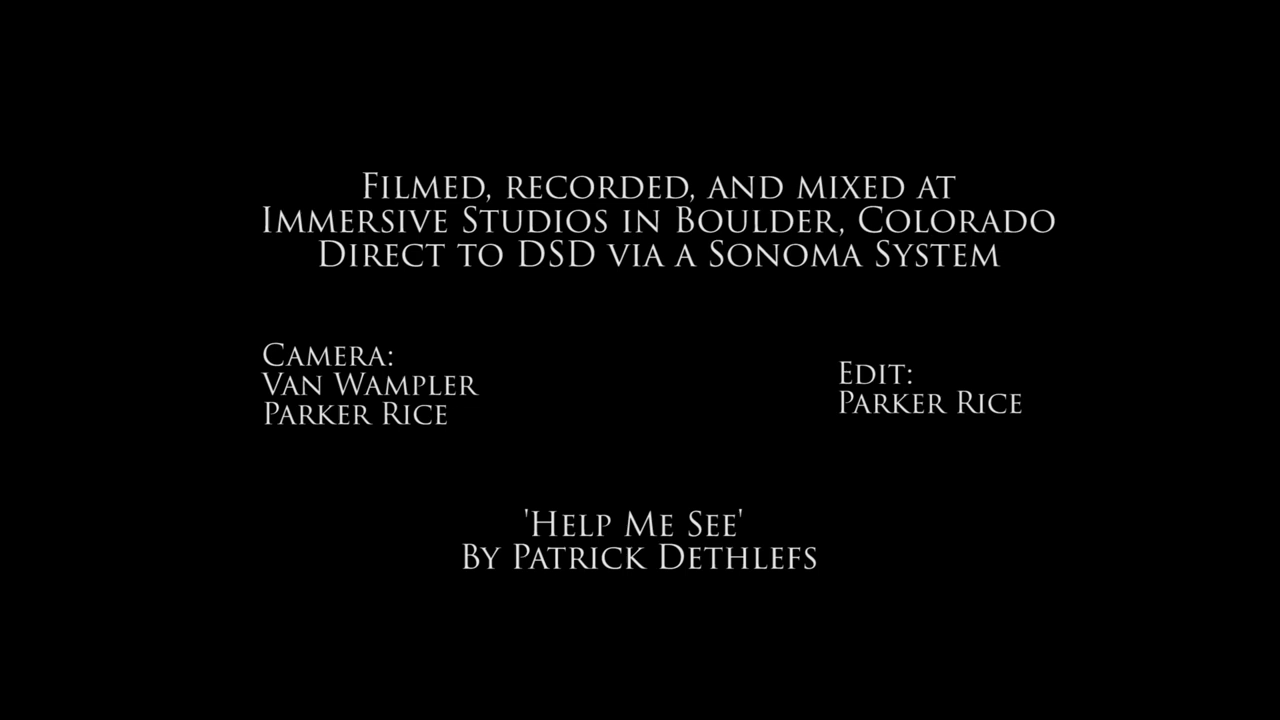 Filmed, recorded, and mixed at
Immersive Studios in Boulder, Colorado
Direct to DSD via a Sonoma System
Camera:
Van Wampler
Parker Rice
Edit:
Parker Rice
'Help Me See'
By Patrick Dethlefs